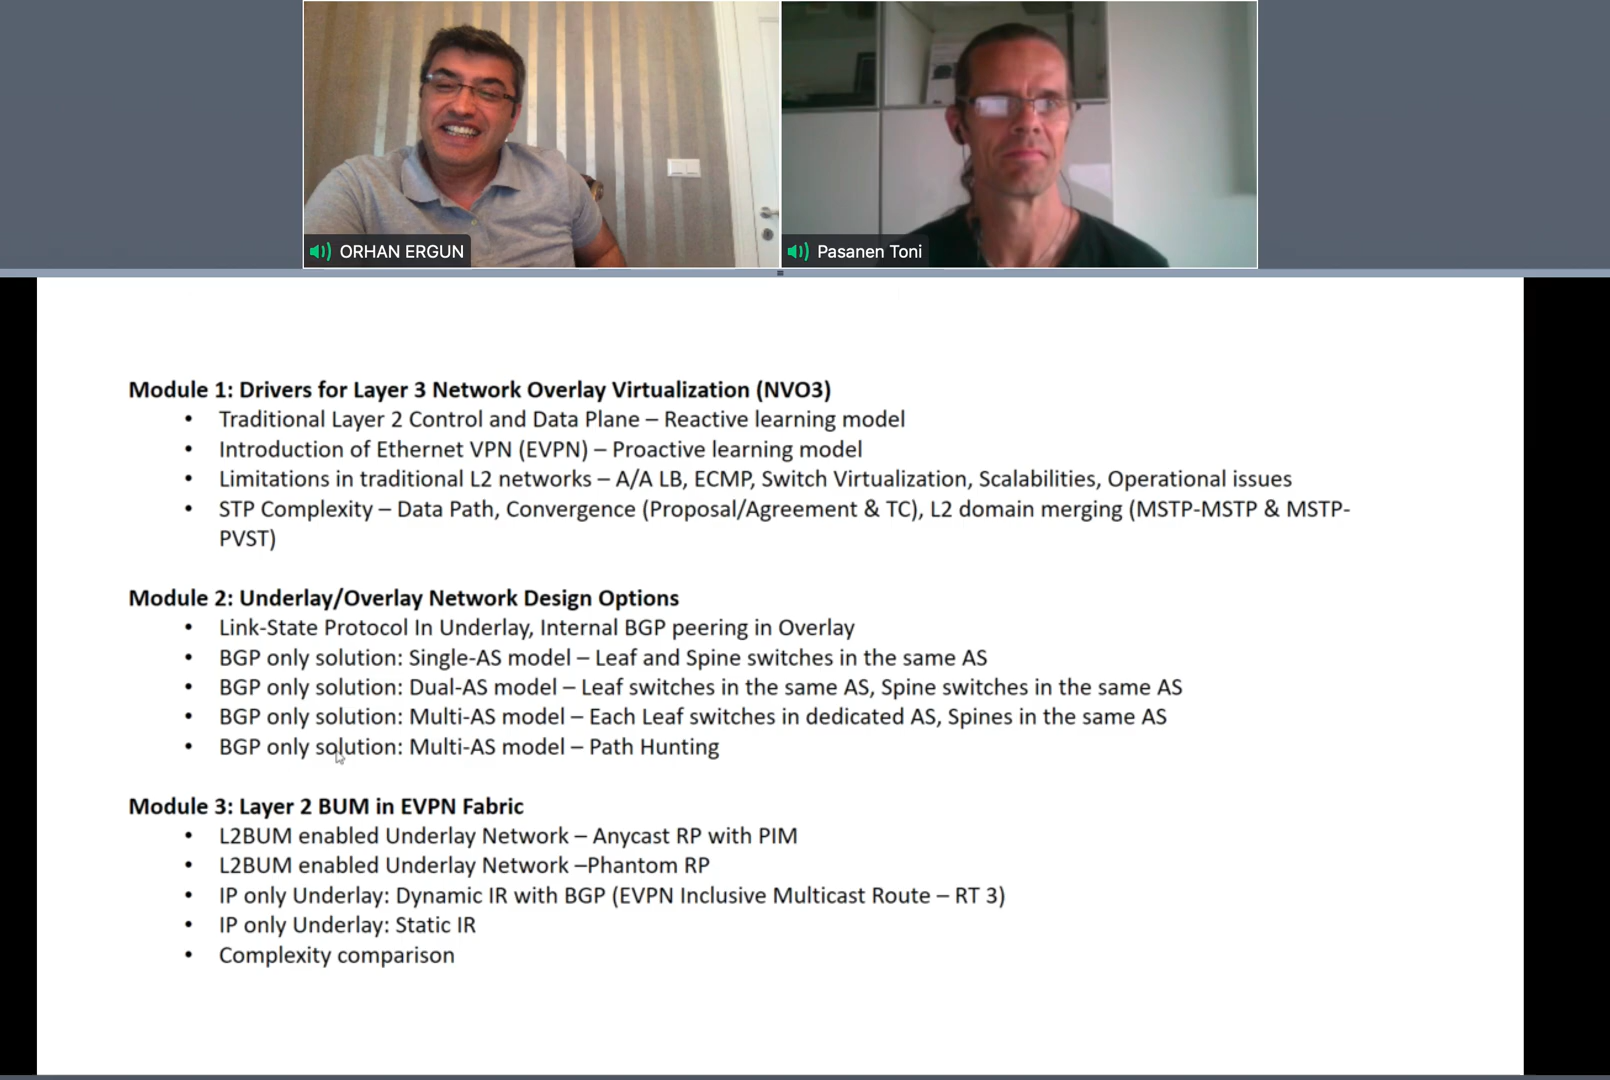 ORHAN ERGUN
Pasanen Toni
Module 1: Drivers for Layer 3 Network Overlay Virtualization (NVO3)
• Traditional Layer 2 Control and Data Plane – Reactive learning model
• Introduction of Ethernet VPN (EVPN) – Proactive learning model
• Limitations in traditional L2 networks – A/A LB, ECMP, Switch Virtualization, Scalabilities, Operational issues
• STP Complexity – Data Path, Convergence (Proposal/Agreement & TC), L2 domain merging (MSTP-MSTP & MSTP-
PVST)
Module 2: Underlay/Overlay Network Design Options
• Link-State Protocol In Underlay, Internal BGP peering in Overlay
• BGP only solution: Single-AS model – Leaf and Spine switches in the same AS
• BGP only solution: Dual-AS model – Leaf switches in the same AS, Spine switches in the same AS
• BGP only solution: Multi-AS model – Each Leaf switches in dedicated AS, Spines in the same AS
• BGP only solution: Multi-AS model – Path Hunting
Module 3: Layer 2 BUM in EVPN Fabric
• L2BUM enabled Underlay Network – Anycast RP with PIM
• L2BUM enabled Underlay Network –Phantom RP
• IP only Underlay: Dynamic IR with BGP (EVPN Inclusive Multicast Route – RT 3)
• IP only Underlay: Static IR
• Complexity comparison